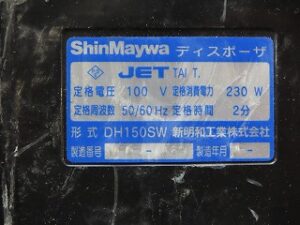 ShinMaywa ディスポーザ
JET TAI T.
定格電圧 100 V 定格消費電力 230 W
定格周波数 50/60Hz 定格時間 2分
形式 DH150SW 新明和工業株式会社
製造番号 - 製造年月 -